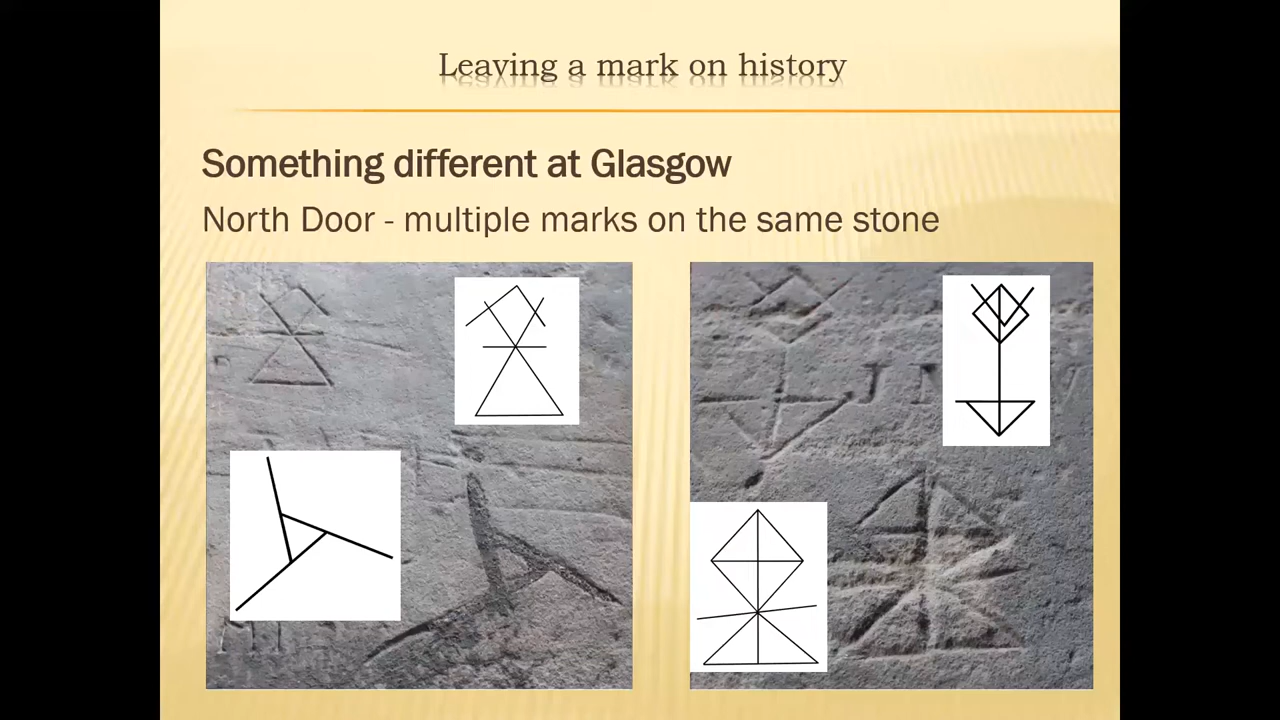 Leaving a mark on history
Something different at Glasgow
North Door - multiple marks on the same stone